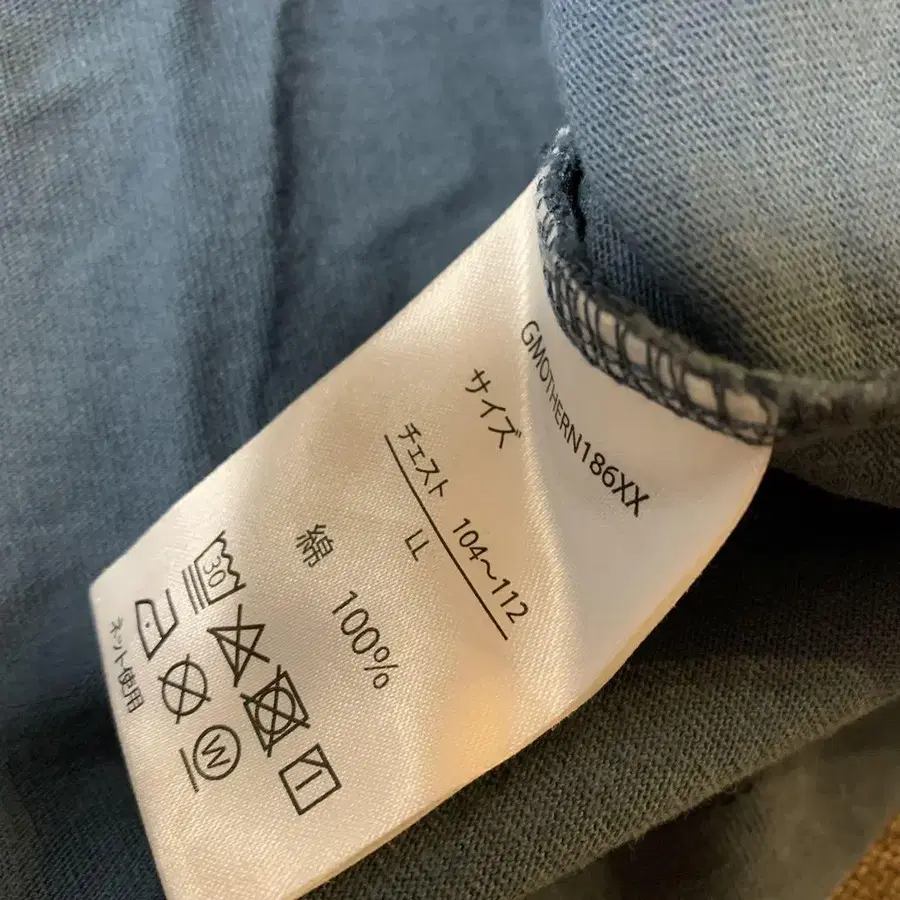 GMOTHERN186XX
サイズ
チェスト 104〜112
LL
綿 100%
30
W
ネット使用